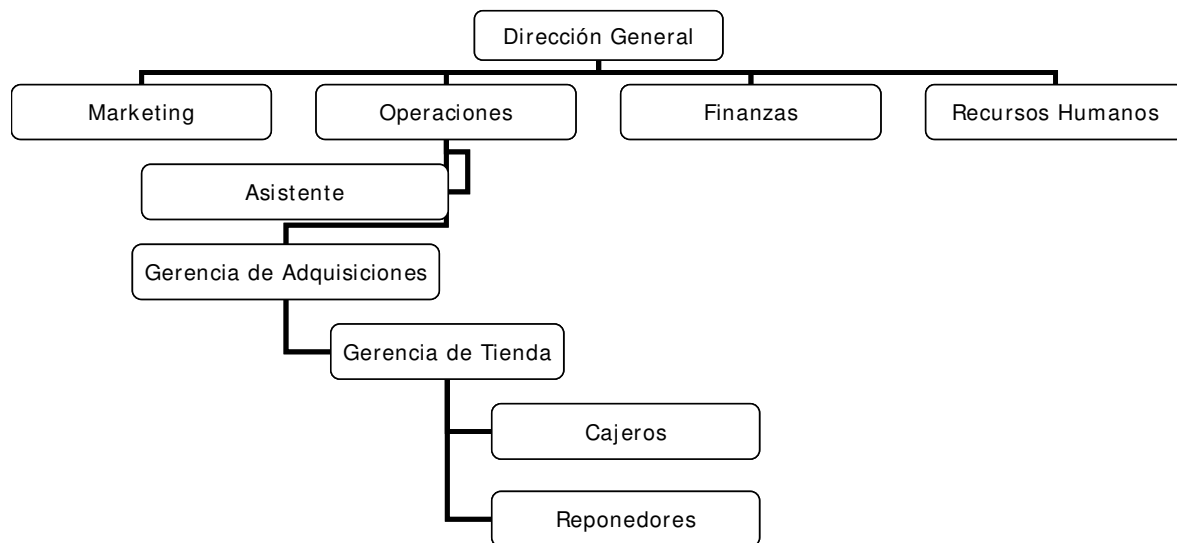 Dirección General
Marketing
Operaciones
Finanzas
Recursos Humanos
Asistente
Gerencia de Adquisiciones
Gerencia de Tienda
Cajeros
Reponedores